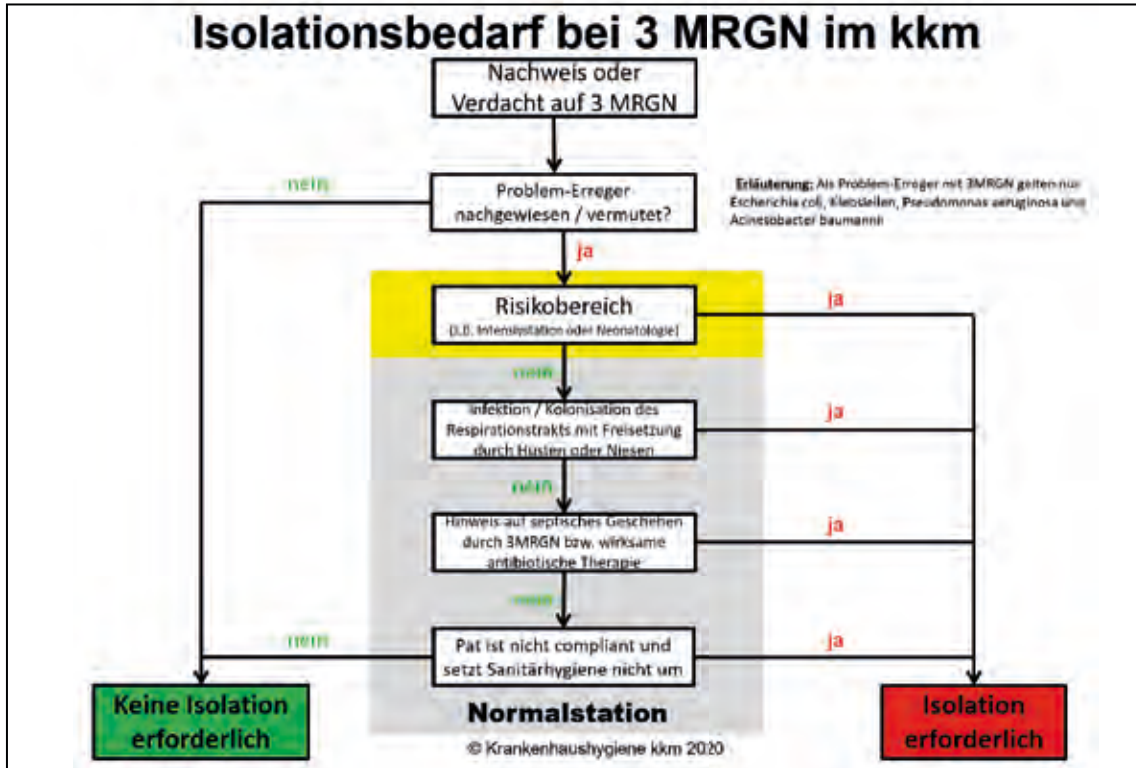 Isolationsbedarf bei 3 MRGN im kkm
Nachweis oder
Verdacht auf 3 MRGN
nein
Problem-Erreger
nachgewiesen / vermutet?
Erläuterung: Als Problem-Erreger mit 3MRGN gelten nur
Escherichia coli, Klebsiellen, Pseudomonas aeruginosa und
Acinetobacter baumannii
ja
Risikobereich
ja
(z.B. Intensivstation oder Neonatologie)
nein
Infektion / Kolonisation des
Respirationstrakts mit Freisetzung
durch Husten oder Niesen
ja
nein
Hinweis auf septisches Geschehen
durch 3MRGN bzw. wirksame
antibiotische Therapie
ja
nein
nein
Pat ist nicht compliant und
setzt Sanitärhygiene nicht um
ja
Keine Isolation
erforderlich
Normalstation
Isolation
erforderlich
© Krankenhaushygiene kkm 2020